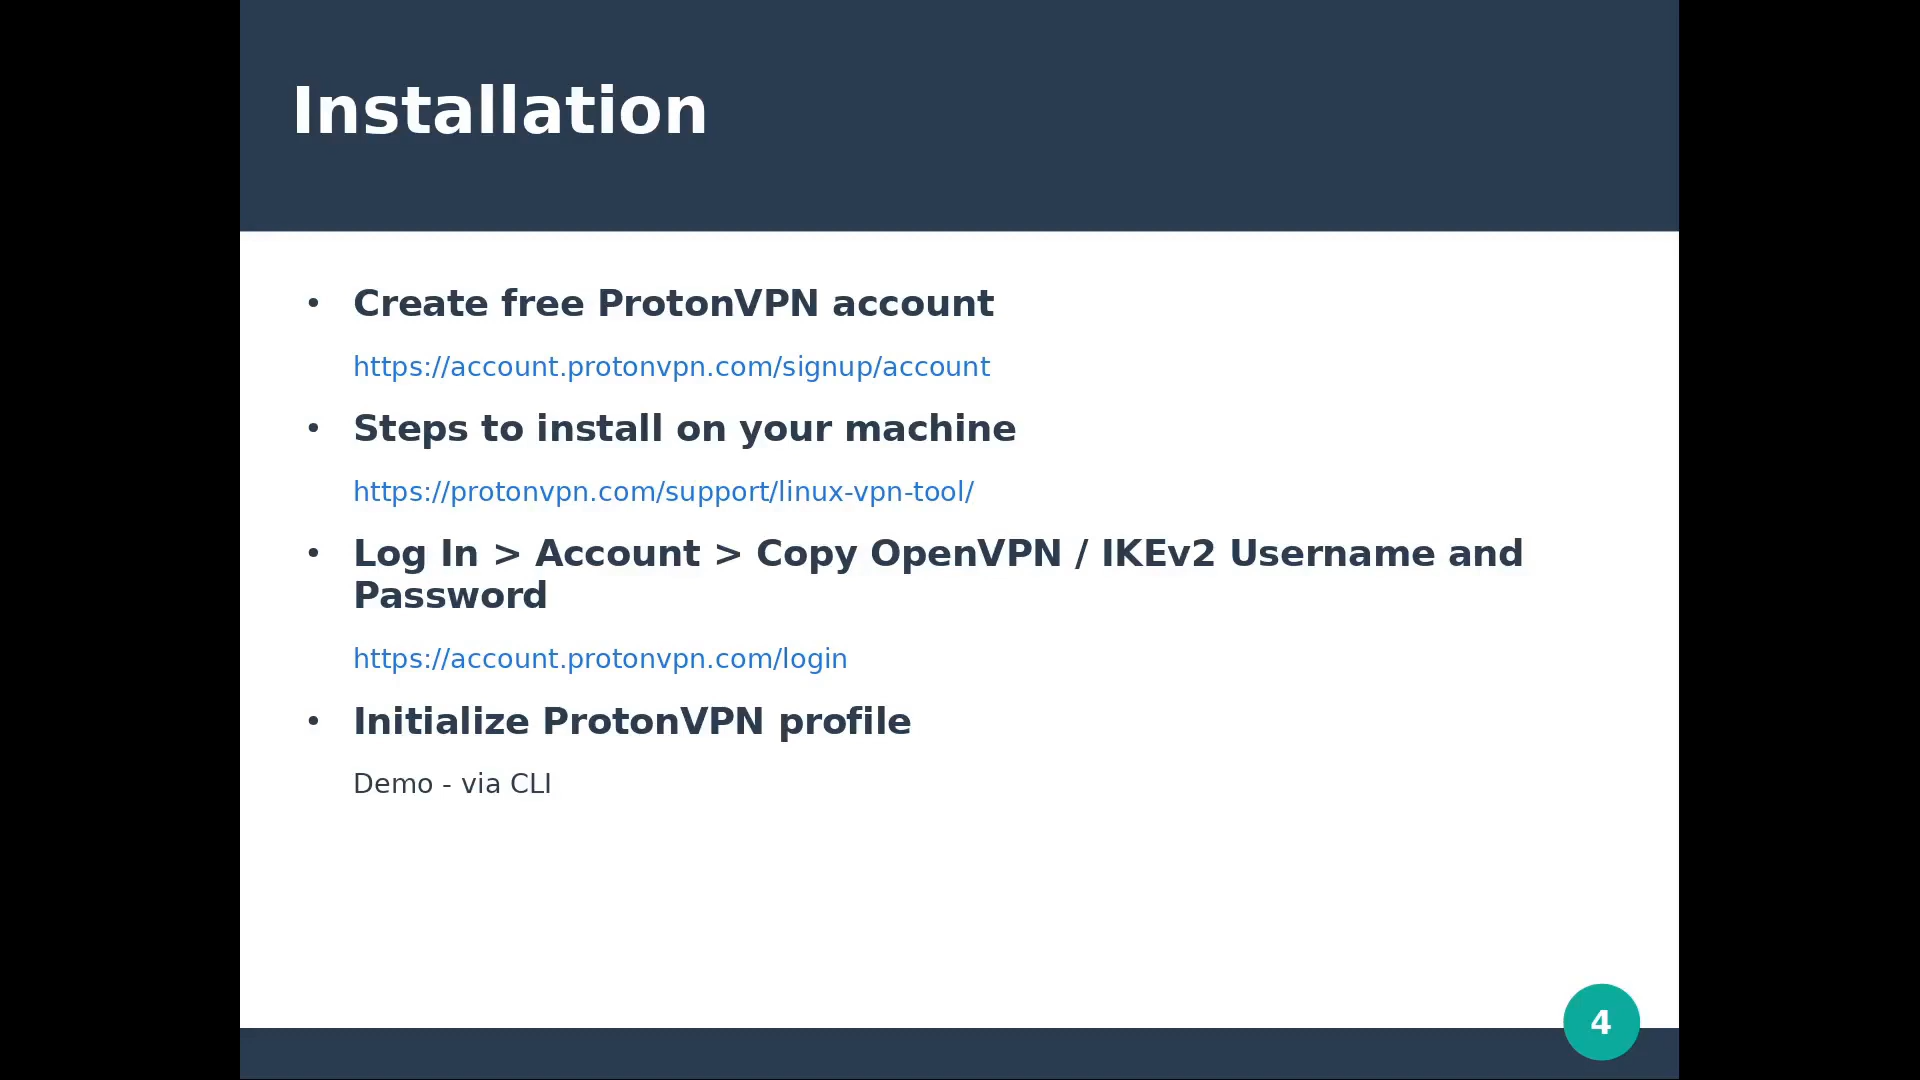 Installation
• Create free ProtonVPN account
https://account.protonvpn.com/signup/account
• Steps to install on your machine
https://protonvpn.com/support/linux-vpn-tool/
• Log In > Account > Copy OpenVPN / IKEv2 Username and
Password
https://account.protonvpn.com/login
• Initialize ProtonVPN profile
Demo - via CLI
4